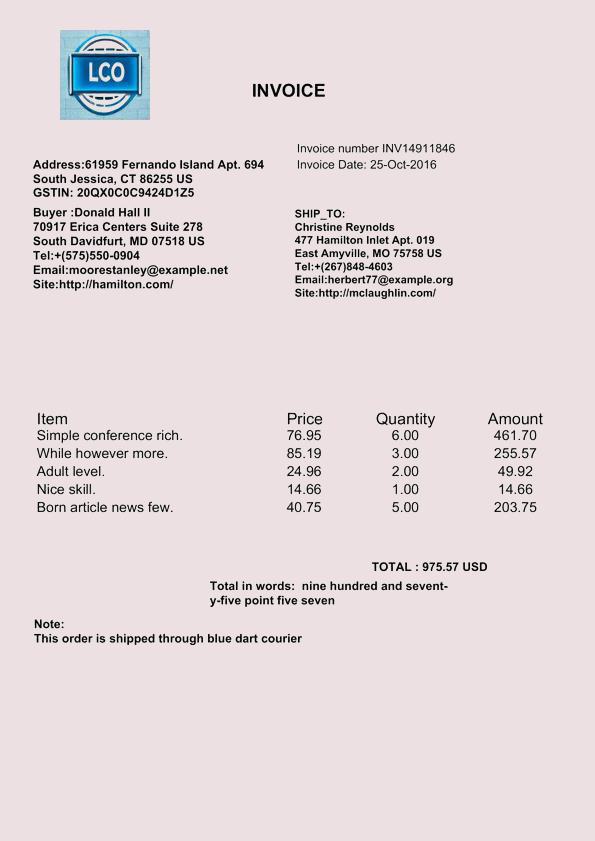 LCO
INVOICE
Invoice number INV14911846
Invoice Date: 25-Oct-2016
Address:61959 Fernando Island Apt. 694
South Jessica, CT 86255 US
GSTIN: 20QX0C0C9424D1Z5
Buyer :Donald Hall II
70917 Erica Centers Suite 278
South Davidfurt, MD 07518 US
Tel:+(575)550-0904
Email:moorestanley@example.net
Site:http://hamilton.com/
SHIP_TO:
Christine Reynolds
477 Hamilton Inlet Apt. 019
East Amyville, MO 75758 US
Tel:+(267)848-4603
Email:herbert77@example.org
Site:http://mclaughlin.com/
Item Price Quantity Amount
Simple conference rich. 76.95 6.00 461.70
While however more. 85.19 3.00 255.57
Adult level. 24.96 2.00 49.92
Nice skill. 14.66 1.00 14.66
Born article news few. 40.75 5.00 203.75
TOTAL : 975.57 USD
Total in words:  nine hundred and sevent-
y-five point five seven
Note:
This order is shipped through blue dart courier